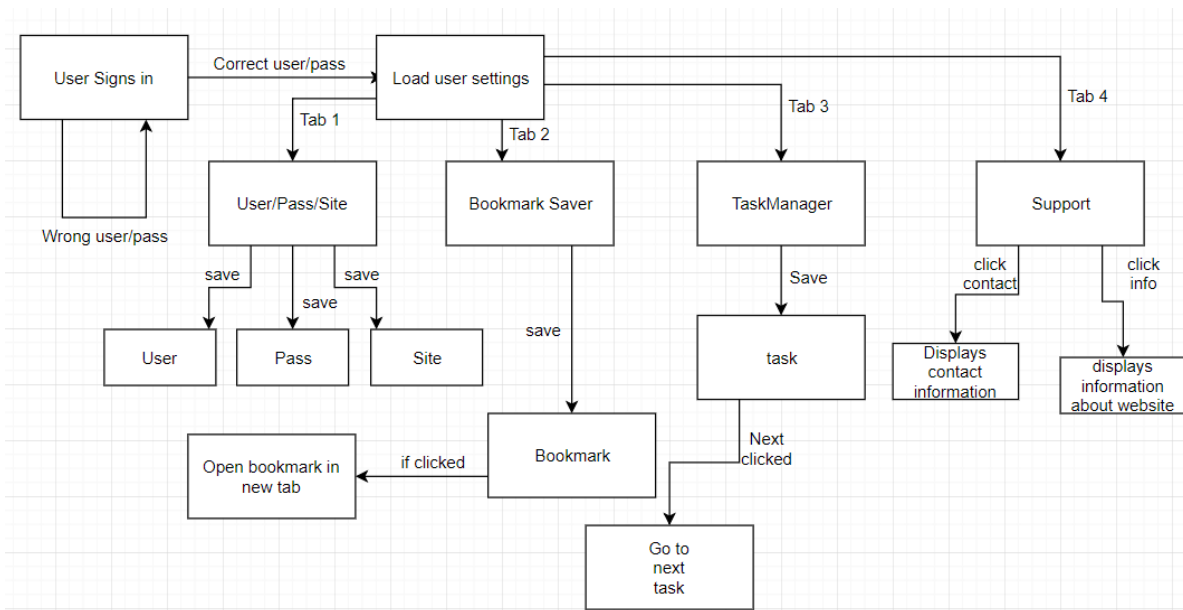 User Signs in
Correct user/pass
Load user settings
Wrong user/pass
Tab 1
Tab 2
Tab 3
Tab 4
User/Pass/Site
Bookmark Saver
TaskManager
Support
save
save
save
User
Pass
Site
save
Bookmark
if clicked
Open bookmark in
new tab
Save
task
Next
clicked
Go to
next
task
click
contact
click
info
Displays
contact
information
displays
information
about website